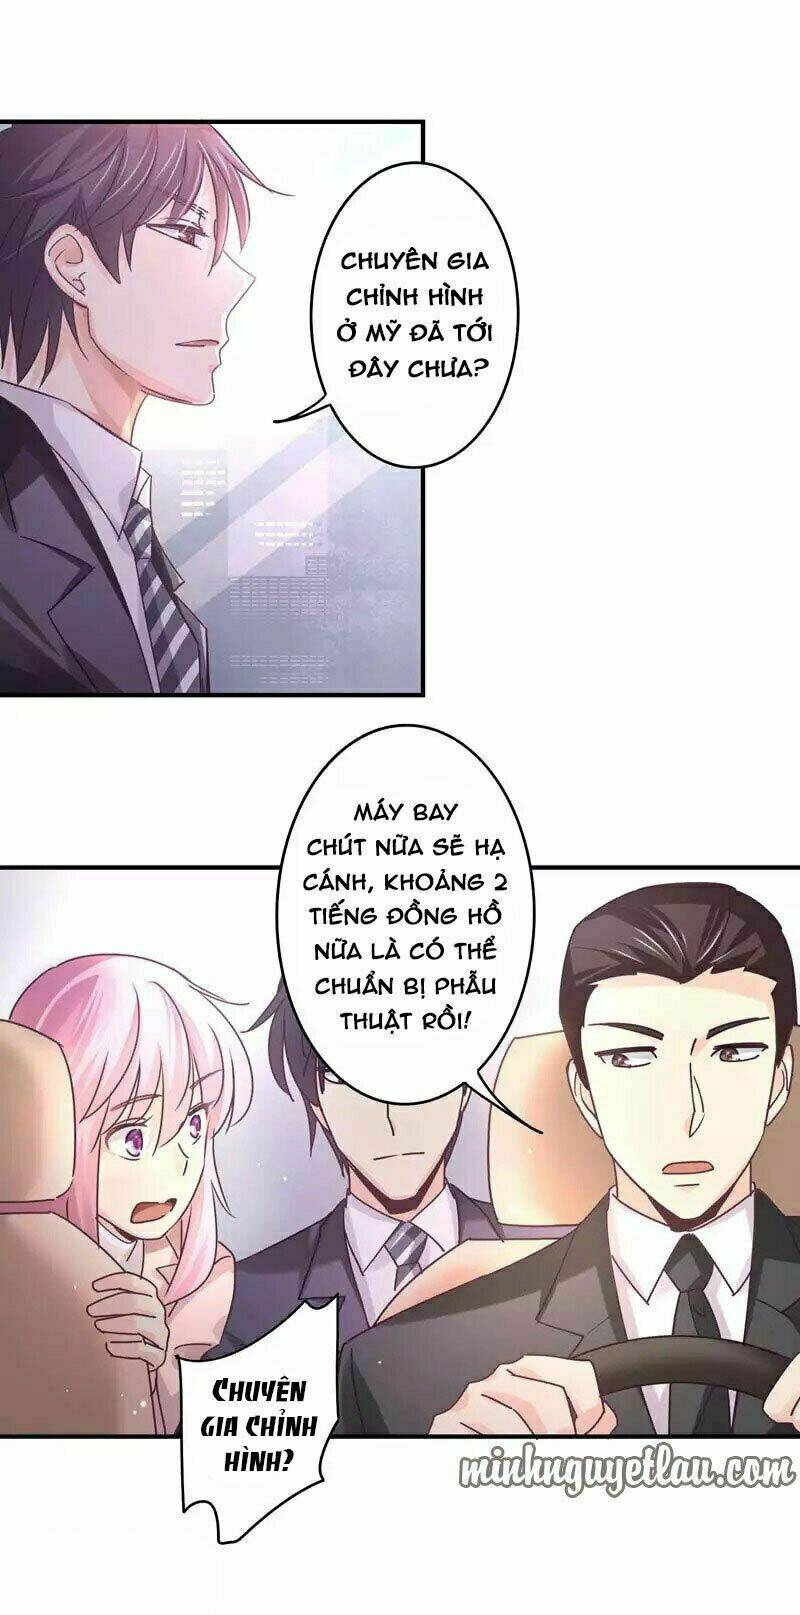 CHUYÊN GIA
CHỈNH HÌNH
Ở MỸ ĐÃ TỚI
ĐÂY CHƯA?
MÁY BAY
CHÚT NỮA SẼ HẠ
CÁNH, KHOẢNG 2
TIẾNG ĐỒNG HỒ
NỮA LÀ CÓ THỂ
CHUẨN BỊ PHẪU
THUẬT RỒI!
CHUYÊN
GIA CHỈNH
HÌNH?
minhnguyetlau.com